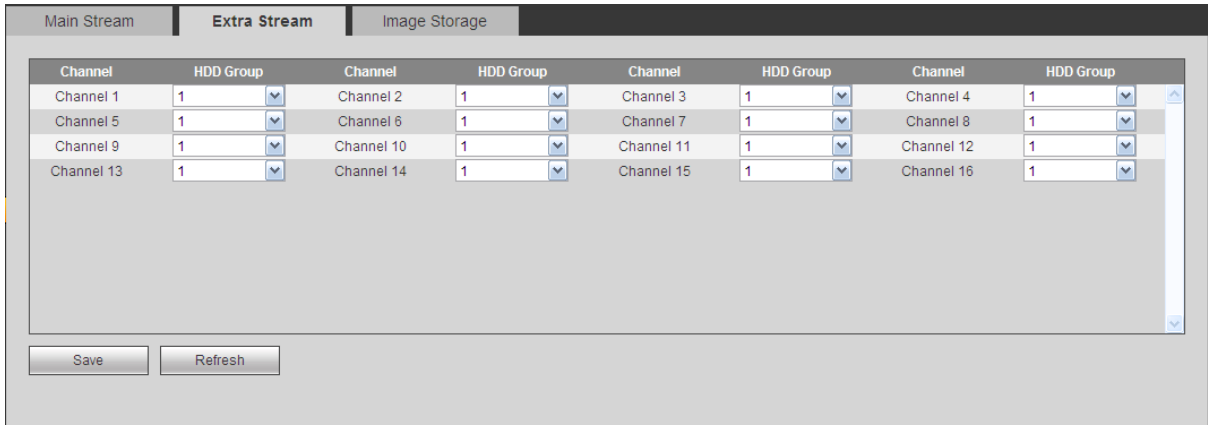 Main Stream Extra Stream Image Storage
Channel HDD Group Channel HDD Group Channel HDD Group Channel HDD Group
Channel 1 1 Channel 2 1 Channel 3 1 Channel 4 1
Channel 5 1 Channel 6 1 Channel 7 1 Channel 8 1
Channel 9 1 Channel 10 1 Channel 11 1 Channel 12 1
Channel 13 1 Channel 14 1 Channel 15 1 Channel 16 1
Save Refresh